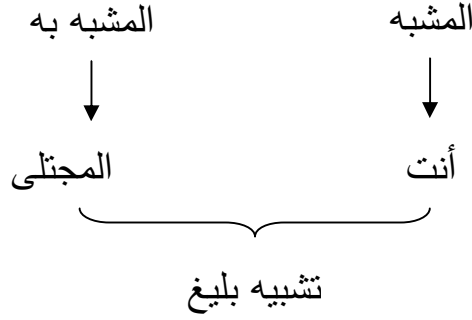 المشبه المشبه به
أنت المجتلى
تشبيه بليغ